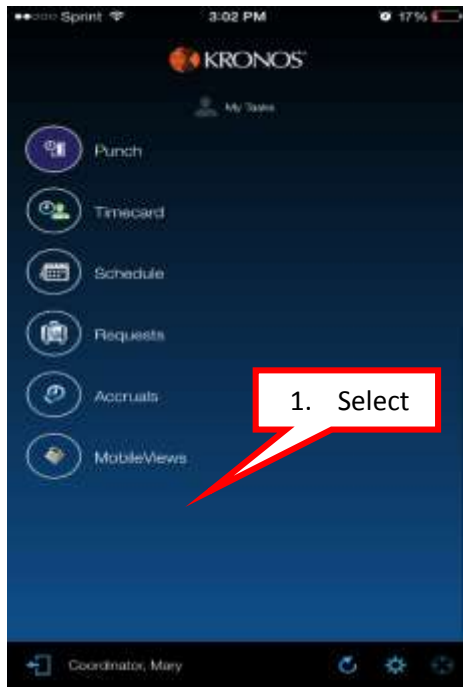 Sprint 3:02 PM 17%
KRONOS
My Tasks
Punch
Timecard
Schedule
Requests
Accruals
1. Select
MobileViews
Coordinator, Mary